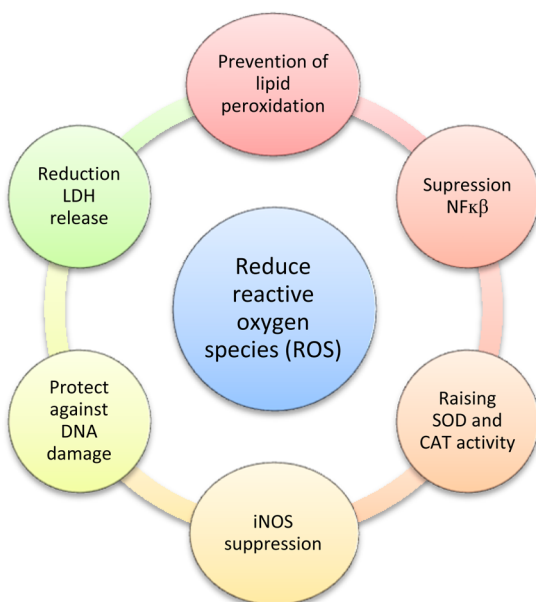 Prevention of
lipid
peroxidation
Supression
NFκβ
Raising
SOD and
CAT activity
iNOS
suppression
Protect
against
DNA
damage
Reduction
LDH
release
Reduce
reactive
oxygen
species (ROS)